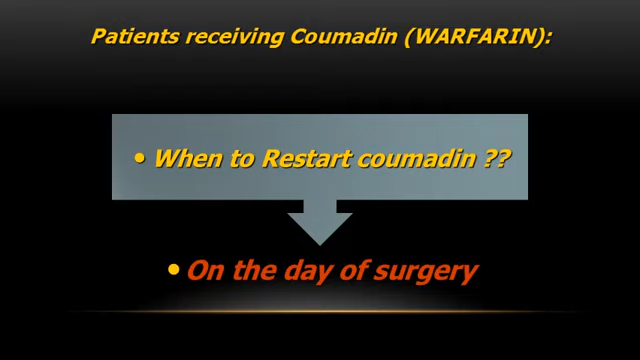 Patients receiving Coumadin (WARFARIN):
• When to Restart coumadin ??
• On the day of surgery